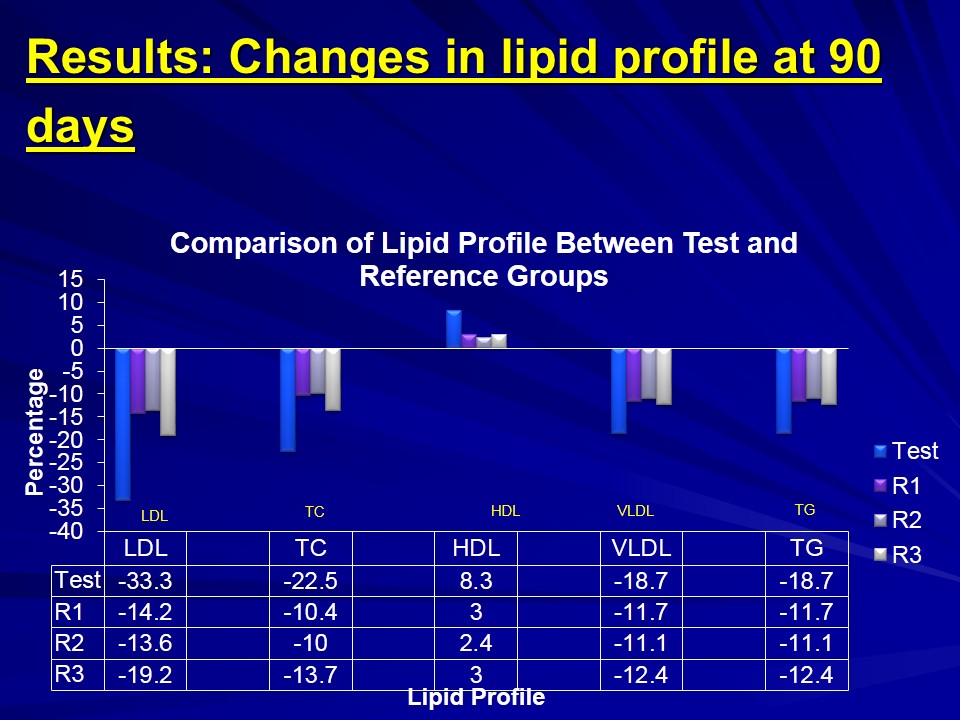 Results: Changes in lipid profile at 90
days
Comparison of Lipid Profile Between Test and
Reference Groups
15
10
5
0
-5
-10
-15
-20
-25
-30
-35
-40
Percentage
LDL TC HDL VLDL TG
LDL TC HDL VLDL TG
Test -33.3 -22.5 8.3 -18.7 -18.7
R1 -14.2 -10.4 3 -11.7 -11.7
R2 -13.6 -10 2.4 -11.1 -11.1
R3 -19.2 -13.7 3 -12.4 -12.4
Lipid Profile
Test
R1
R2
R3